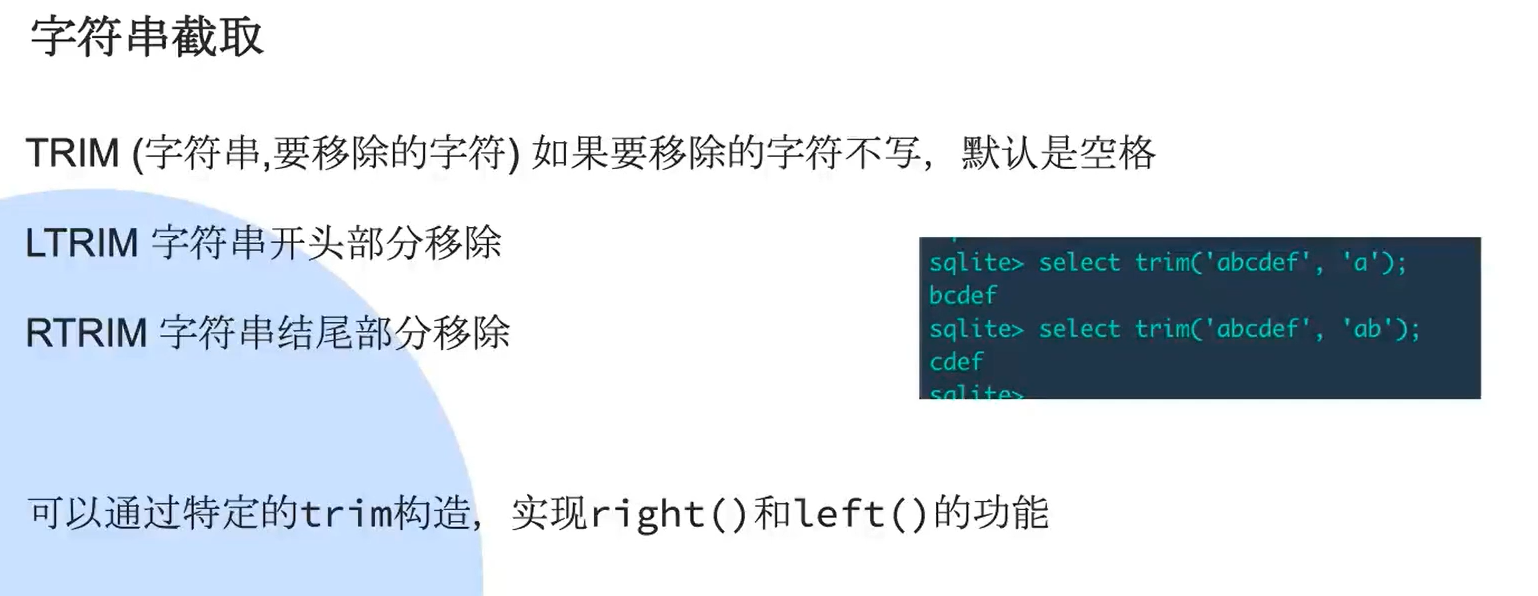 字符串截取
TRIM (字符串,要移除的字符) 如果要移除的字符不写，默认是空格
LTRIM 字符串开头部分移除
RTRIM 字符串结尾部分移除
sqlite> select trim('abcdef', 'a');
bcdef
sqlite> select trim('abcdef', 'ab');
cdef
sqlite>
可以通过特定的trim构造，实现right()和left()的功能